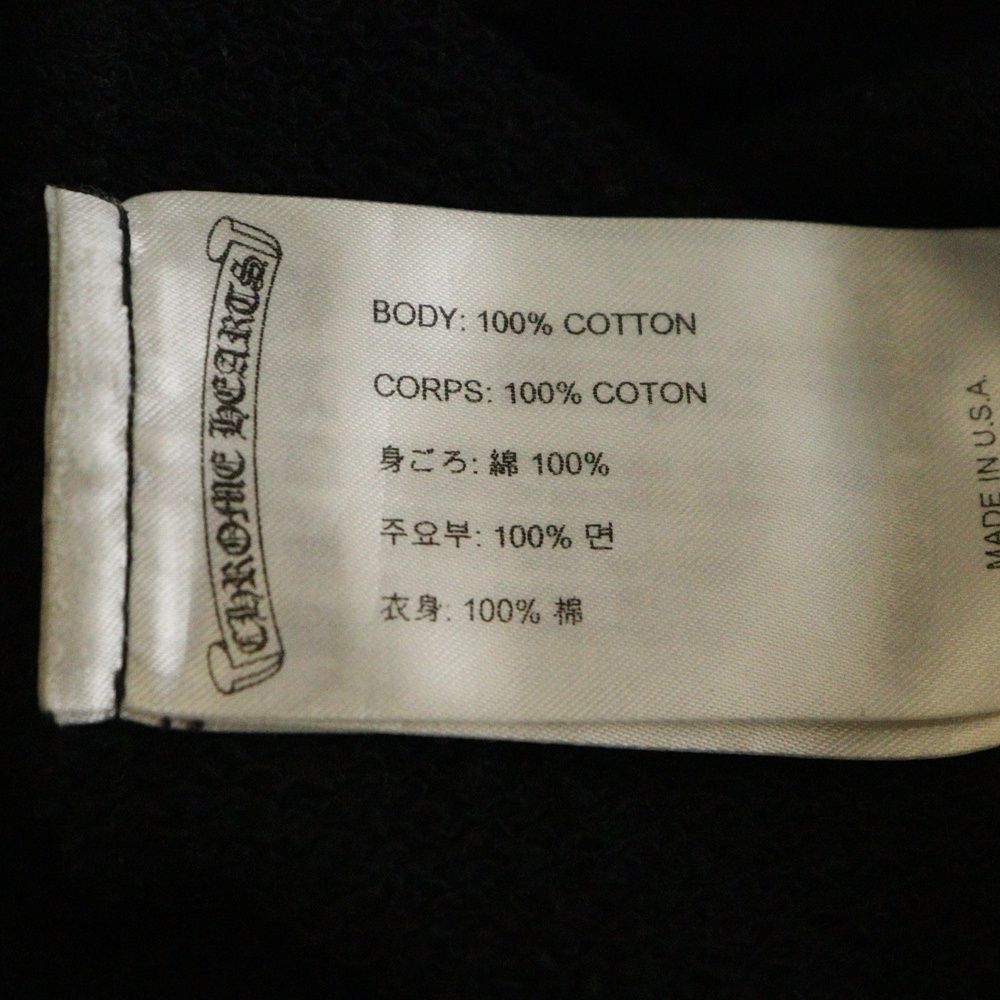 CHROME HEARTS
BODY: 100% COTTON
CORPS: 100% COTON
身ごろ: 綿 100%
주요부: 100% 면
衣身: 100% 棉
MADE IN U.S.A.